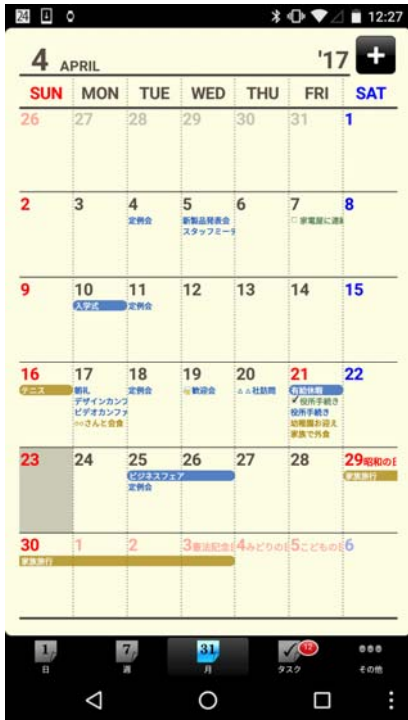 24 12:27
4 APRIL '17 +
SUN MON TUE WED THU FRI SAT
26 27 28 29 30 31 1
2 3 4 5 6 7 8
定例会 新製品発表会 家電屋に連絡
スタッフミーテ
9 10 11 12 13 14 15
入学式 定例会
16 17 18 19 20 21 22
テニス 朝礼 定例会 歓迎会 △△社訪問 有給休暇
デザインカンフ ✓役所手続き
ビデオカンファ 役所手続き
○○さんと会食 幼稚園お迎え
家族で外食
23 24 25 26 27 28 29昭和の日
ビジネスフェア 家族旅行
定例会
30 1 2 3憲法記念日 4みどりの日 5こどもの日 6
家族旅行
1 7 31 12
日 週 月 タスク その他